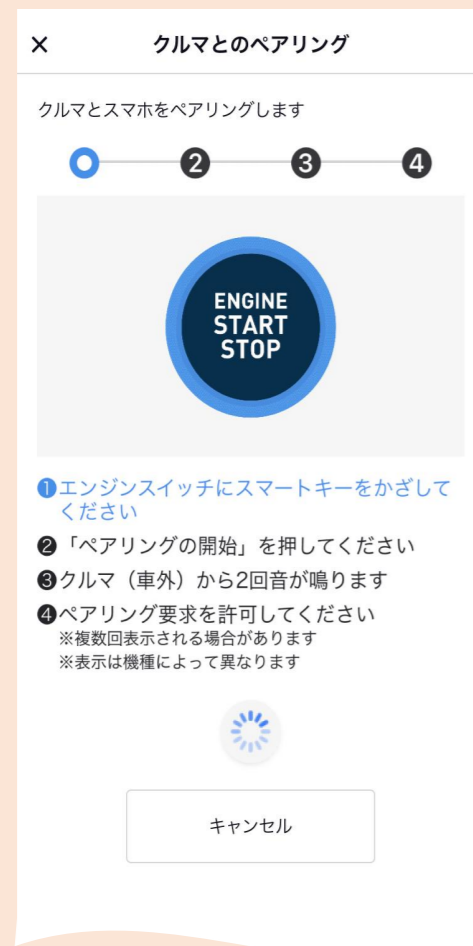 × クルマとのペアリング
クルマとスマホをペアリングします
2 3 4
ENGINE
START
STOP
❶エンジンスイッチにスマートキーをかざして
ください
❷「ペアリングの開始」を押してください
❸クルマ（車外）から2回音が鳴ります
❹ペアリング要求を許可してください
※複数回表示される場合があります
※表示は機種によって異なります
キャンセル